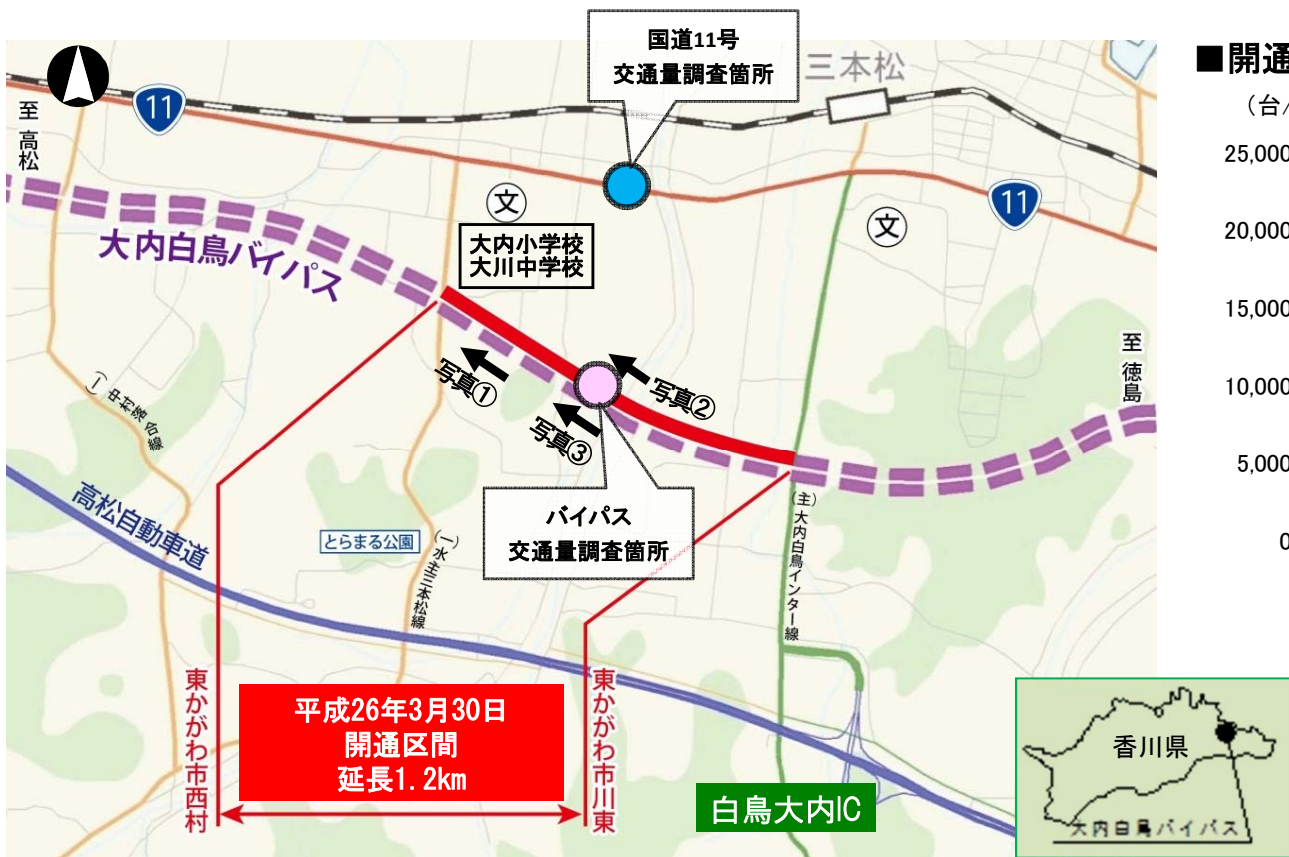 国道11号
交通量調査箇所
三本松
11
至 高松
文
大内小学校
大川中学校
大内白鳥バイパス
11
文
至 徳島
写真①
写真②
写真③
(一)中村落合線
バイパス
交通量調査箇所
高松自動車道
とらまる公園
(一)水主三本松線
(主)大内白鳥インター線
東かがわ市西村
平成26年3月30日
開通区間
延長1.2km
東かがわ市川東
白鳥大内IC
香川県
大内白鳥バイパス
■開通
(台/
25,000
20,000
15,000
10,000
5,000
0